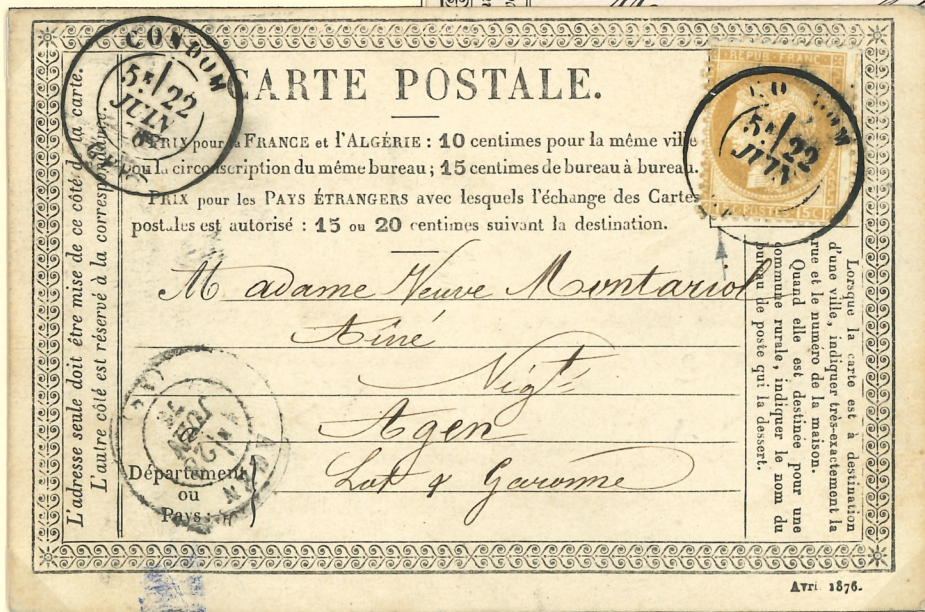 CONDOM
5E 22
JUIN
CARTE POSTALE.
RÉPUB. FRANC.
POSTES 15 C
5E 22
JUIN
PRIX pour la FRANCE et l'ALGÉRIE : 10 centimes pour la même ville
ou la circonscription du même bureau ; 15 centimes de bureau à bureau.
PRIX pour les PAYS ÉTRANGERS avec lesquels l'échange des Cartes
postales est autorisé : 15 ou 20 centimes suivant la destination.
L'adresse seule doit être mise de ce côté de la carte.
L'autre côté est réservé à la correspondance.
Madame Veuve Montariol
Aîné
Nigt
Agen
Lot & Garonne
Département
ou
Pays :
AGEN
Lorsque la carte est à destination
d'une ville, indiquer très-exactement la
rue et le numéro de la maison.
Quand elle est destinée pour une
commune rurale, indiquer le nom du
bureau de poste qui la dessert.
Avril 1876.